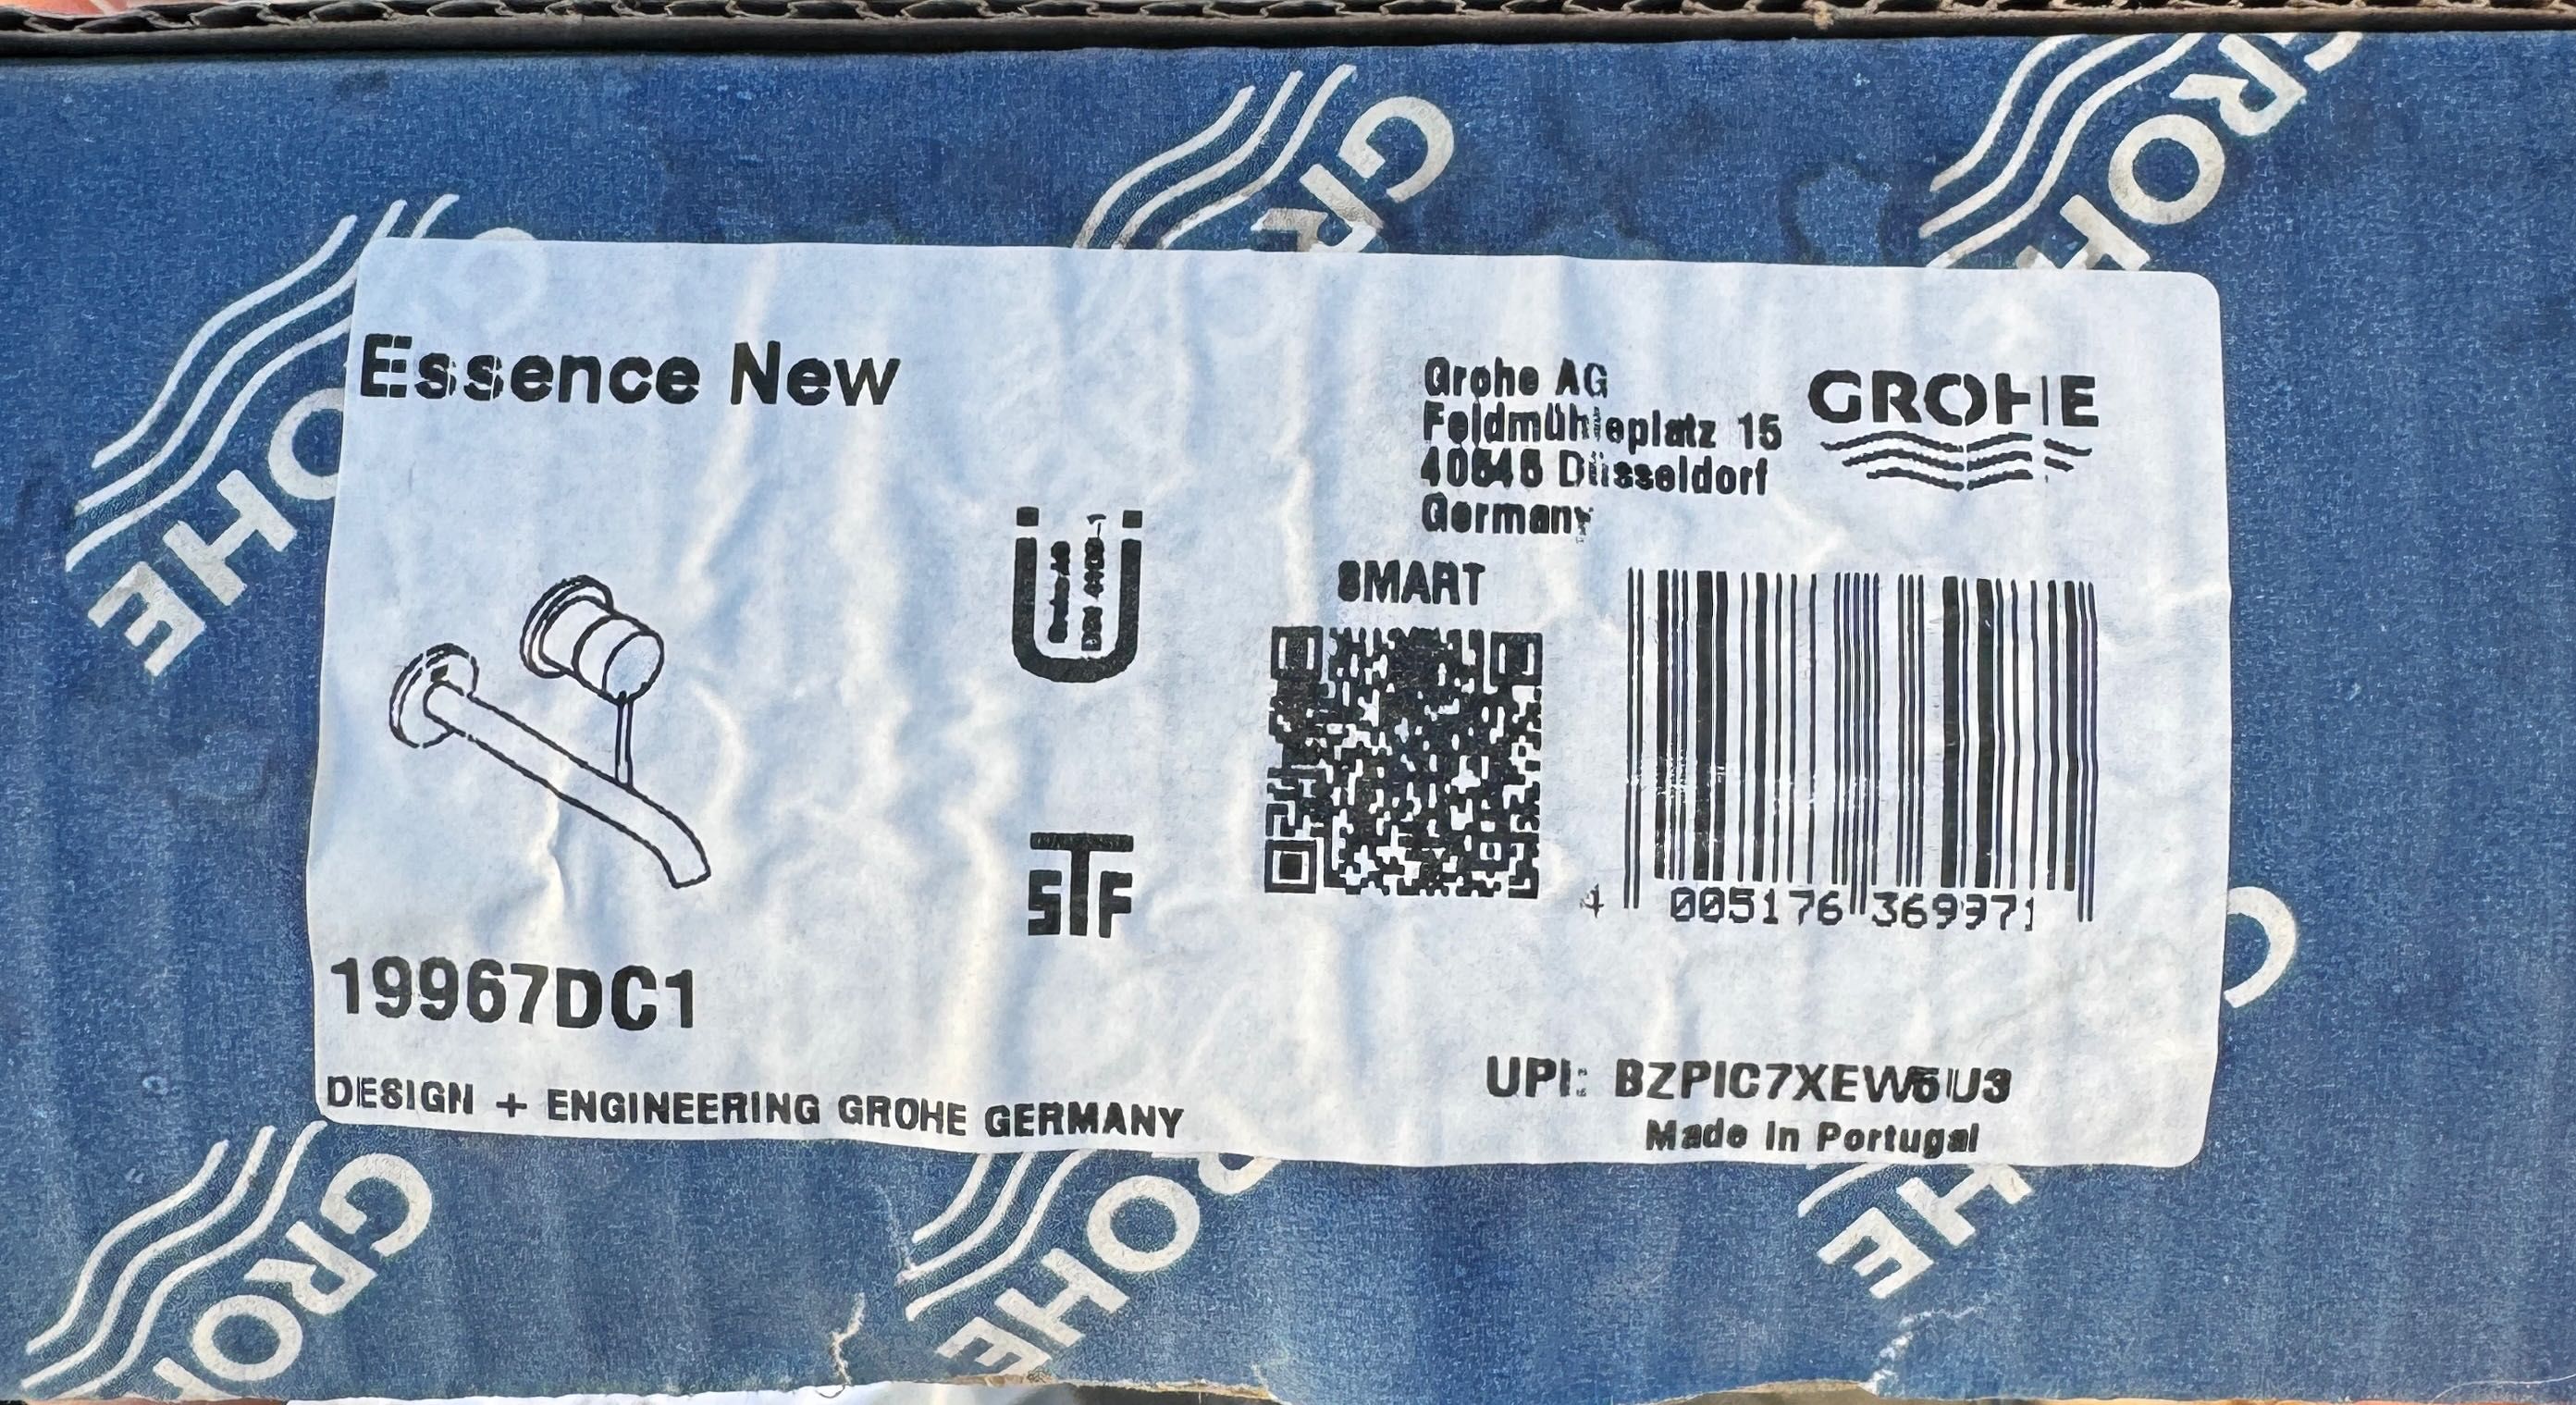 Essence New
Grohe AG
Feldmühleplatz 15
40545 Düsseldorf
Germany
GROHE
SMART
STF
4 005176 369971
19967DC1
DESIGN + ENGINEERING GROHE GERMANY
UPI:
Made in Portugal
GROHE
GROHE